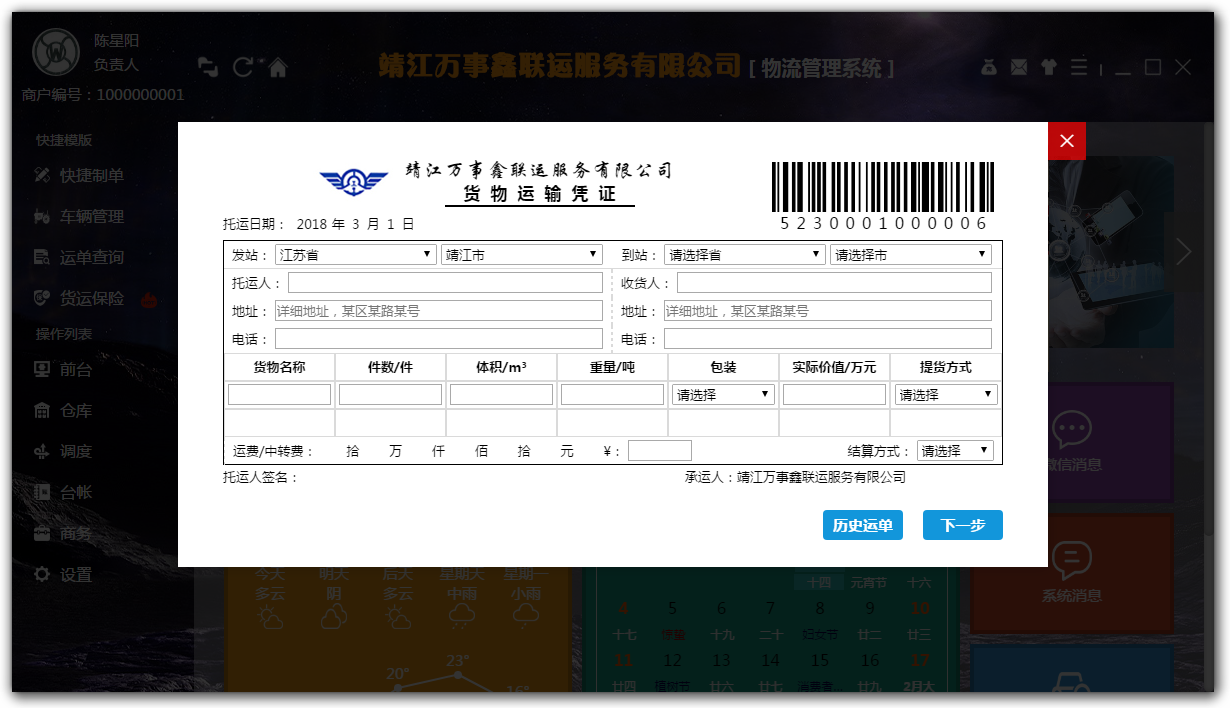 陈星阳
负责人
商户编号：1000000001
靖江万事鑫联运服务有限公司 [ 物流管理系统 ]
快捷模版
快捷制单
车辆管理
运单查询
货运保险
操作列表
前台
仓库
调度
台帐
商务
设置
靖江万事鑫联运服务有限公司
货物运输凭证
5230001000006
托运日期： 2018 年 3 月 1 日
发站： 江苏省 靖江市 到站： 请选择省 请选择市
托运人： 收货人：
地址： 详细地址，某区某路某号 地址： 详细地址，某区某路某号
电话： 电话：
货物名称 件数/件 体积/m³ 重量/吨 包装 实际价值/万元 提货方式
请选择 请选择
运费/中转费： 拾 万 仟 佰 拾 元 ¥： 结算方式： 请选择
托运人签名： 承运人：靖江万事鑫联运服务有限公司
历史运单 下一步
微信消息
系统消息
今天 明天 后天 星期天 星期一
多云 阴 多云 中雨 小雨
20° 23° 16°
十四 元宵节 十六
4 5 6 7 8 9 10
十七 十九 二十 妇女节 廿二 廿三
11 12 13 14 15 16 17
廿四 植树节 廿六 廿七 廿九 2月大